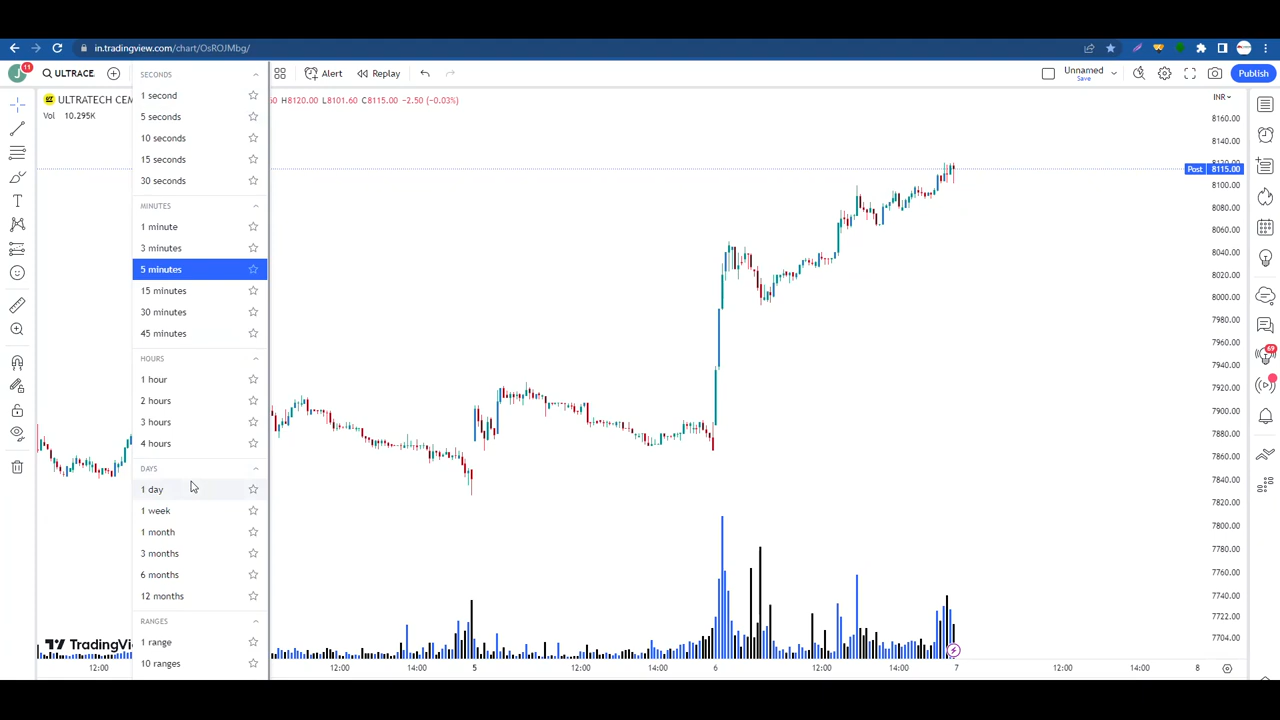 in.tradingview.com/chart/OsROJMbg/
J
11
ULTRACE
Alert
Replay
Unnamed
Save
Publish
ULTRATECH CEM
H8120.00 L8101.60 C8115.00 −2.50 (−0.03%)
Vol 10.295K
SECONDS
1 second
5 seconds
10 seconds
15 seconds
30 seconds
MINUTES
1 minute
3 minutes
5 minutes
15 minutes
30 minutes
45 minutes
HOURS
1 hour
2 hours
3 hours
4 hours
DAYS
1 day
1 week
1 month
3 months
6 months
12 months
RANGES
1 range
10 ranges
INR
8160.00
8140.00
Post 8115.00
8100.00
8080.00
8060.00
8040.00
8020.00
8000.00
7980.00
7960.00
7940.00
7920.00
7900.00
7880.00
7860.00
7840.00
7820.00
7800.00
7780.00
7760.00
7740.00
7722.00
7704.00
69
TradingVi
12:00
12:00
14:00
5
12:00
14:00
6
12:00
14:00
7
12:00
14:00
8